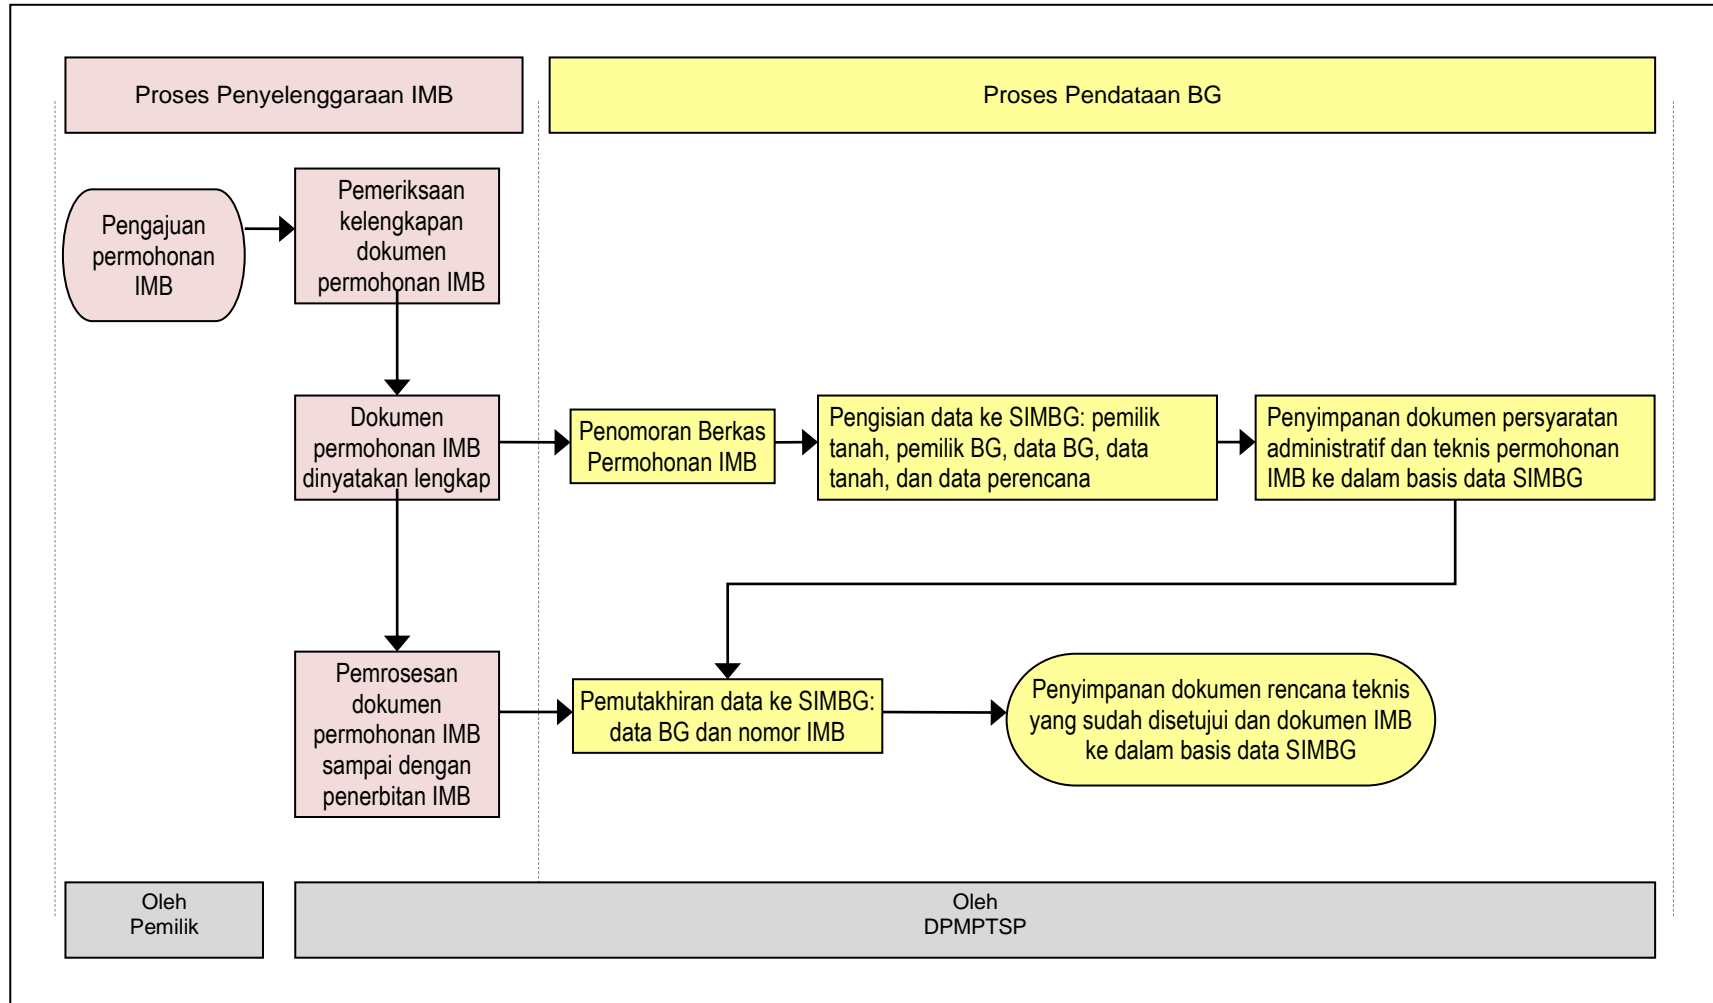 Proses Penyelenggaraan IMB
Proses Pendataan BG
Pengajuan
permohonan
IMB
Pemeriksaan
kelengkapan
dokumen
permohonan IMB
Dokumen
permohonan IMB
dinyatakan lengkap
Penomoran Berkas
Permohonan IMB
Pengisian data ke SIMBG: pemilik
tanah, pemilik BG, data BG, data
tanah, dan data perencana
Penyimpanan dokumen persyaratan
administratif dan teknis permohonan
IMB ke dalam basis data SIMBG
Pemrosesan
dokumen
permohonan IMB
sampai dengan
penerbitan IMB
Pemutakhiran data ke SIMBG:
data BG dan nomor IMB
Penyimpanan dokumen rencana teknis
yang sudah disetujui dan dokumen IMB
ke dalam basis data SIMBG
Oleh
Pemilik
Oleh
DPMPTSP